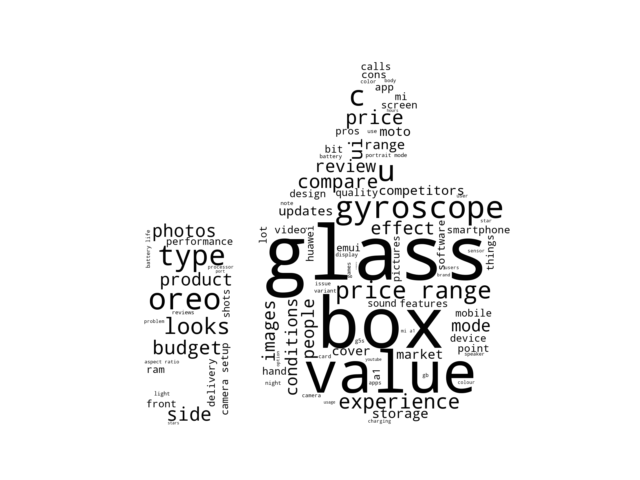 calls
cons
color
body
app
c
mi
screen
hours
price
pros
use
moto
ui
range
bit
battery
portrait mode
review
u
compare
design
quality
competitors
note
updates
gyroscope
star
photos
lot
video
effect
smartphone
battery life
performance
huawei
glass
emui
display
pictures
software
things
sensor
type
processor
port
games
brand
users
product
issue
variant
price range
oreo
shots
images
conditions
people
sound
features
reviews
box
mobile
problem
looks
mi a1
mode
g5s
device
budget
cover
market
point
card
youtube
speaker
aspect ratio
option
value
ram
delivery
camera setup
hand
a1
gb
night
apps
colour
light
camera
experience
front
usage
side
storage
stars
charging